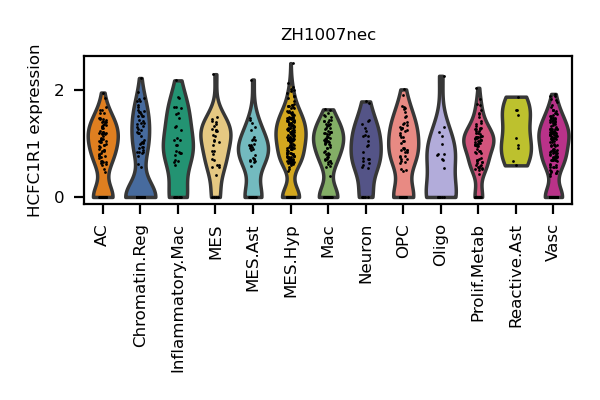 ZH1007nec
HCFC1R1 expression
2
0
AC
Chromatin.Reg
Inflammatory.Mac
MES
MES.Ast
MES.Hyp
Mac
Neuron
OPC
Oligo
Prolif.Metab
Reactive.Ast
Vasc